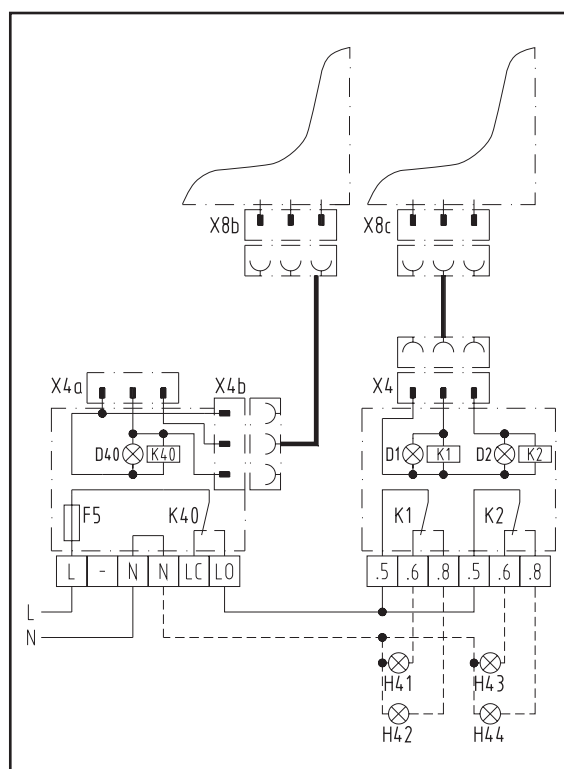 X8b X8c
X4a X4b X4
D40 K40 D1 K1 D2 K2
F5 K40 K1 K2
L - N N LC LO .5 .6 .8 .5 .6 .8
L
N
H41 H43
H42 H44